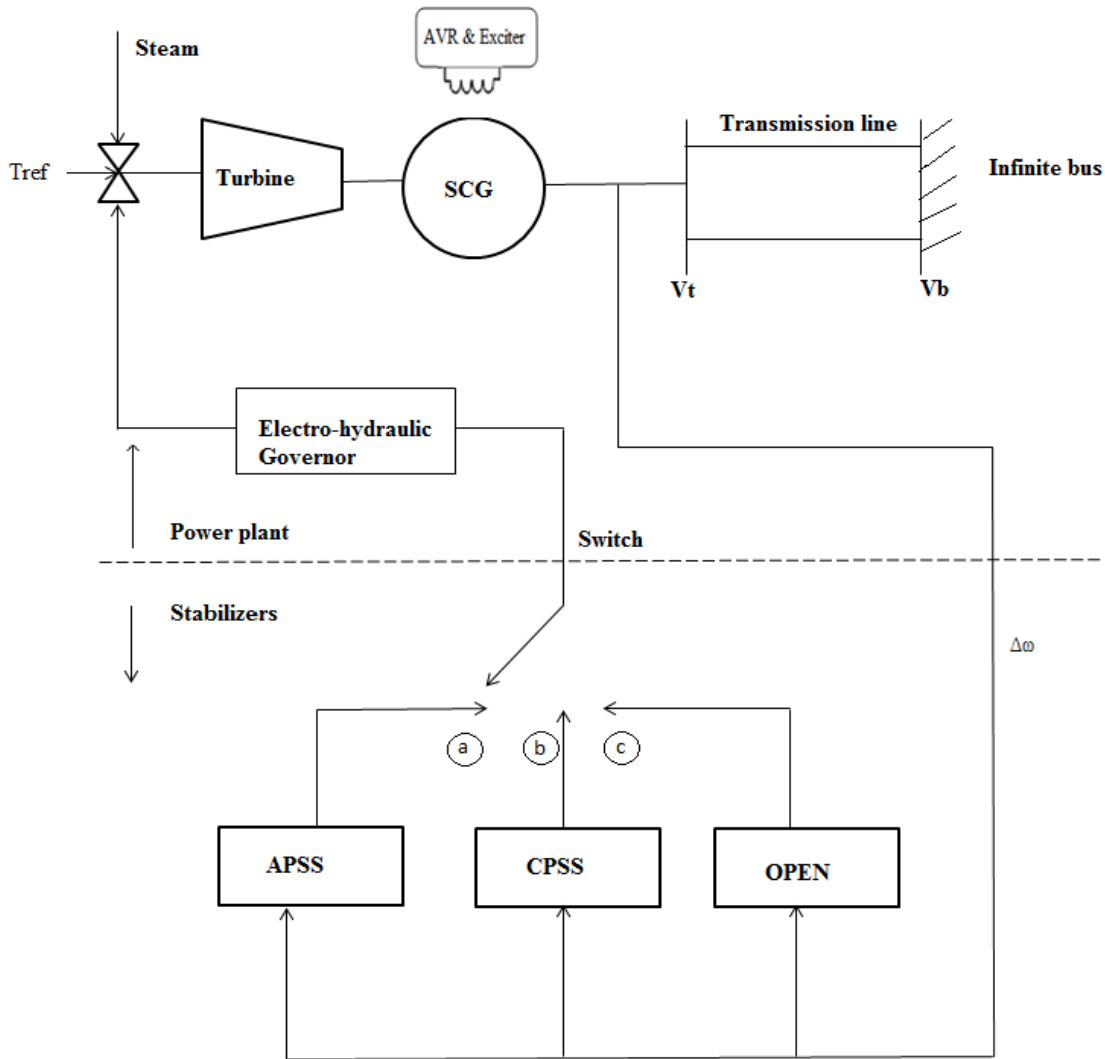 AVR & Exciter
Steam
Transmission line
Tref
Turbine
SCG
Infinite bus
Vt
Vb
Electro-hydraulic
Governor
Power plant
Switch
Stabilizers
Δω
a
b
c
APSS
CPSS
OPEN